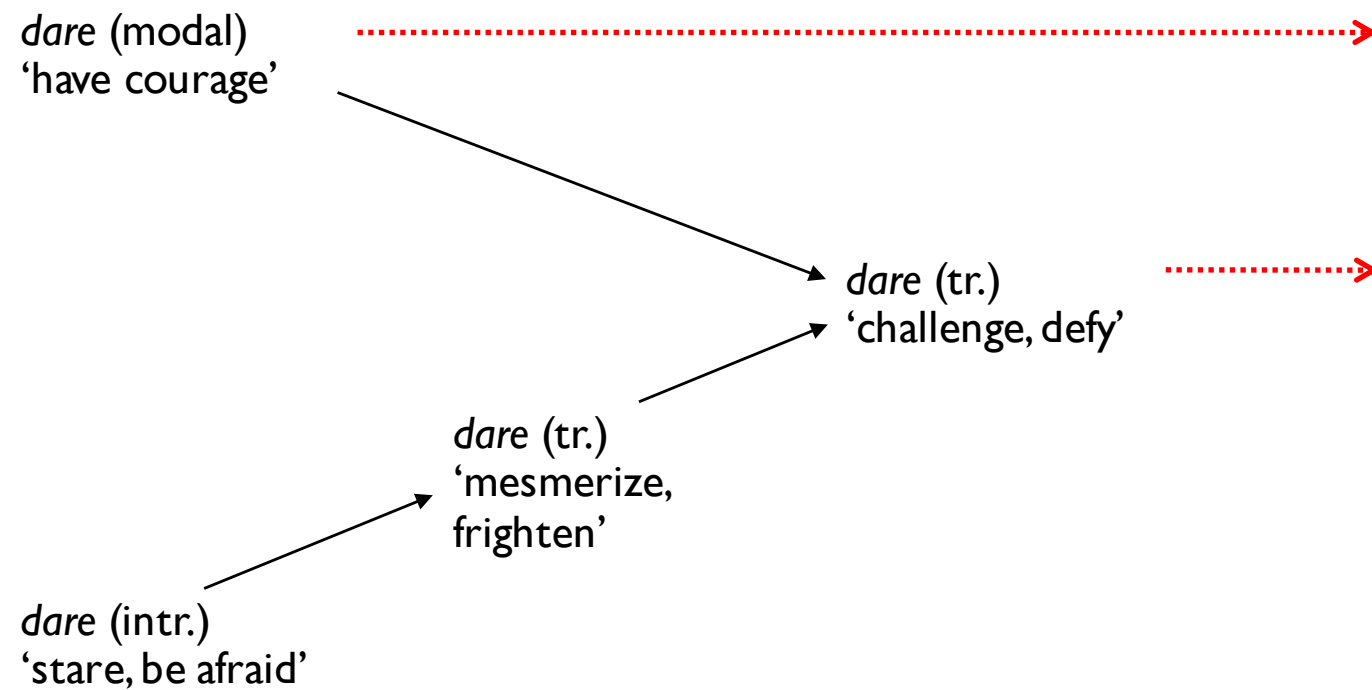 dare (modal)
‘have courage’
dare (tr.)
‘challenge, defy’
dare (tr.)
‘mesmerize,
frighten’
dare (intr.)
‘stare, be afraid’